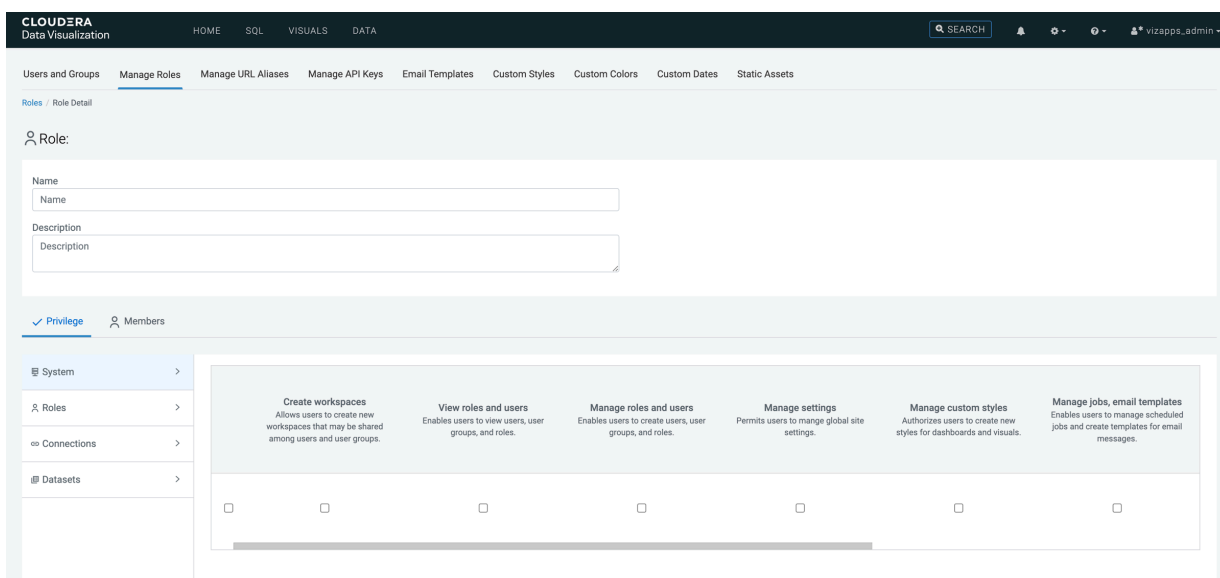 CLOUDERA
Data Visualization
HOME SQL VISUALS DATA
SEARCH
vizapps_admin
Users and Groups Manage Roles Manage URL Aliases Manage API Keys Email Templates Custom Styles Custom Colors Custom Dates Static Assets
Roles / Role Detail
Role:
Name
Name
Description
Description
Privilege Members
System
Roles
Connections
Datasets
Create workspaces
Allows users to create new
workspaces that may be shared
among users and user groups.
View roles and users
Enables users to view users, user
groups, and roles.
Manage roles and users
Enables users to create users, user
groups, and roles.
Manage settings
Permits users to mange global site
settings.
Manage custom styles
Authorizes users to create new
styles for dashboards and visuals.
Manage jobs, email templates
Enables users to manage scheduled
jobs and create templates for email
messages.